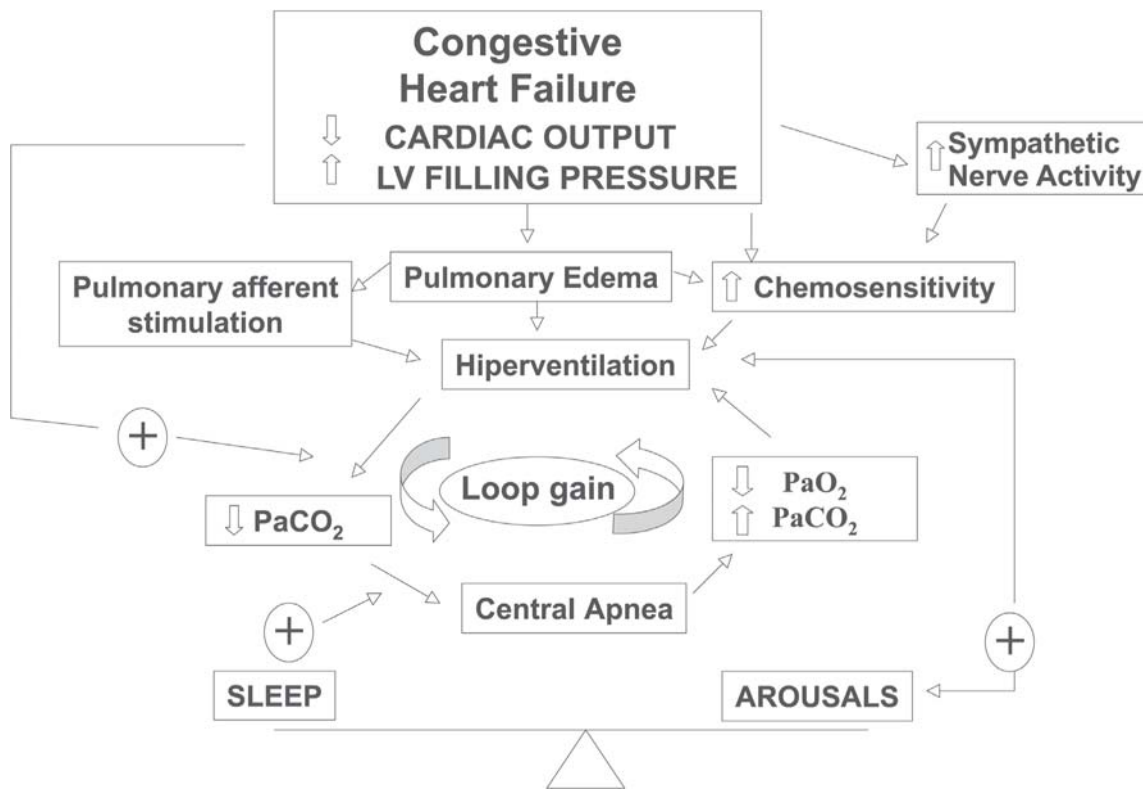 Congestive
Heart Failure
⇩ CARDIAC OUTPUT
⇧ LV FILLING PRESSURE
⇧ Sympathetic
Nerve Activity
Pulmonary afferent
stimulation
Pulmonary Edema
⇧ Chemosensitivity
Hiperventilation
+
Loop gain
⇩ PaO₂
⇧ PaCO₂
⇩ PaCO₂
Central Apnea
+
+
SLEEP
AROUSALS